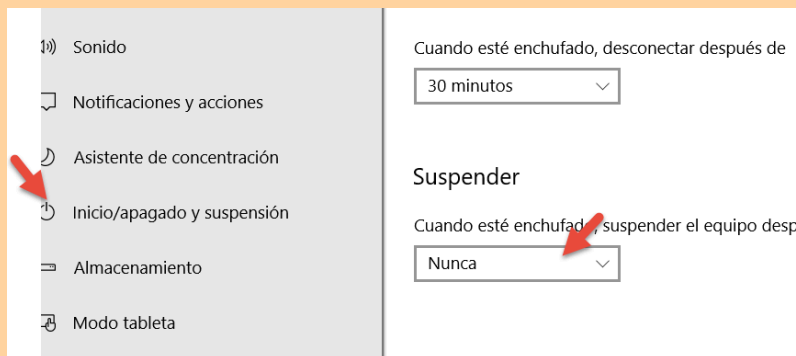 Sonido
Notificaciones y acciones
Asistente de concentración
Inicio/apagado y suspensión
Almacenamiento
Modo tableta
Cuando esté enchufado, desconectar después de
30 minutos
Suspender
Cuando esté enchufado, suspender el equipo
Nunca